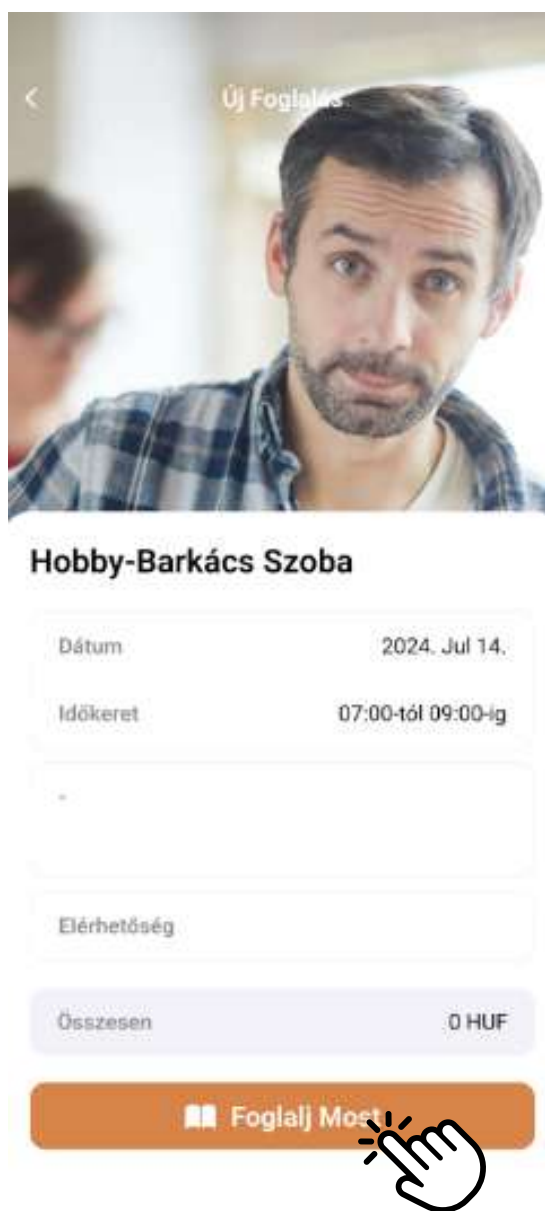 Új Foglalás
Hobby-Barkács Szoba
Dátum 2024. Jul 14.
Időkeret 07:00-tól 09:00-ig
-
Elérhetőség
Összesen 0 HUF
Foglalj Most